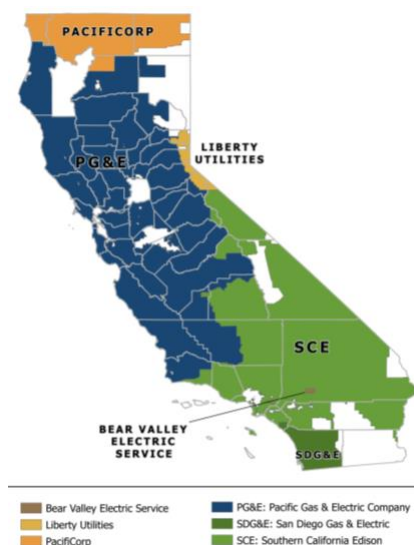 PACIFICORP
LIBERTY
UTILITIES
PG&E
SCE
BEAR VALLEY
ELECTRIC
SERVICE
SDG&E
Bear Valley Electric Service
Liberty Utilities
PacifiCorp
PG&E: Pacific Gas & Electric Company
SDG&E: San Diego Gas & Electric
SCE: Southern California Edison